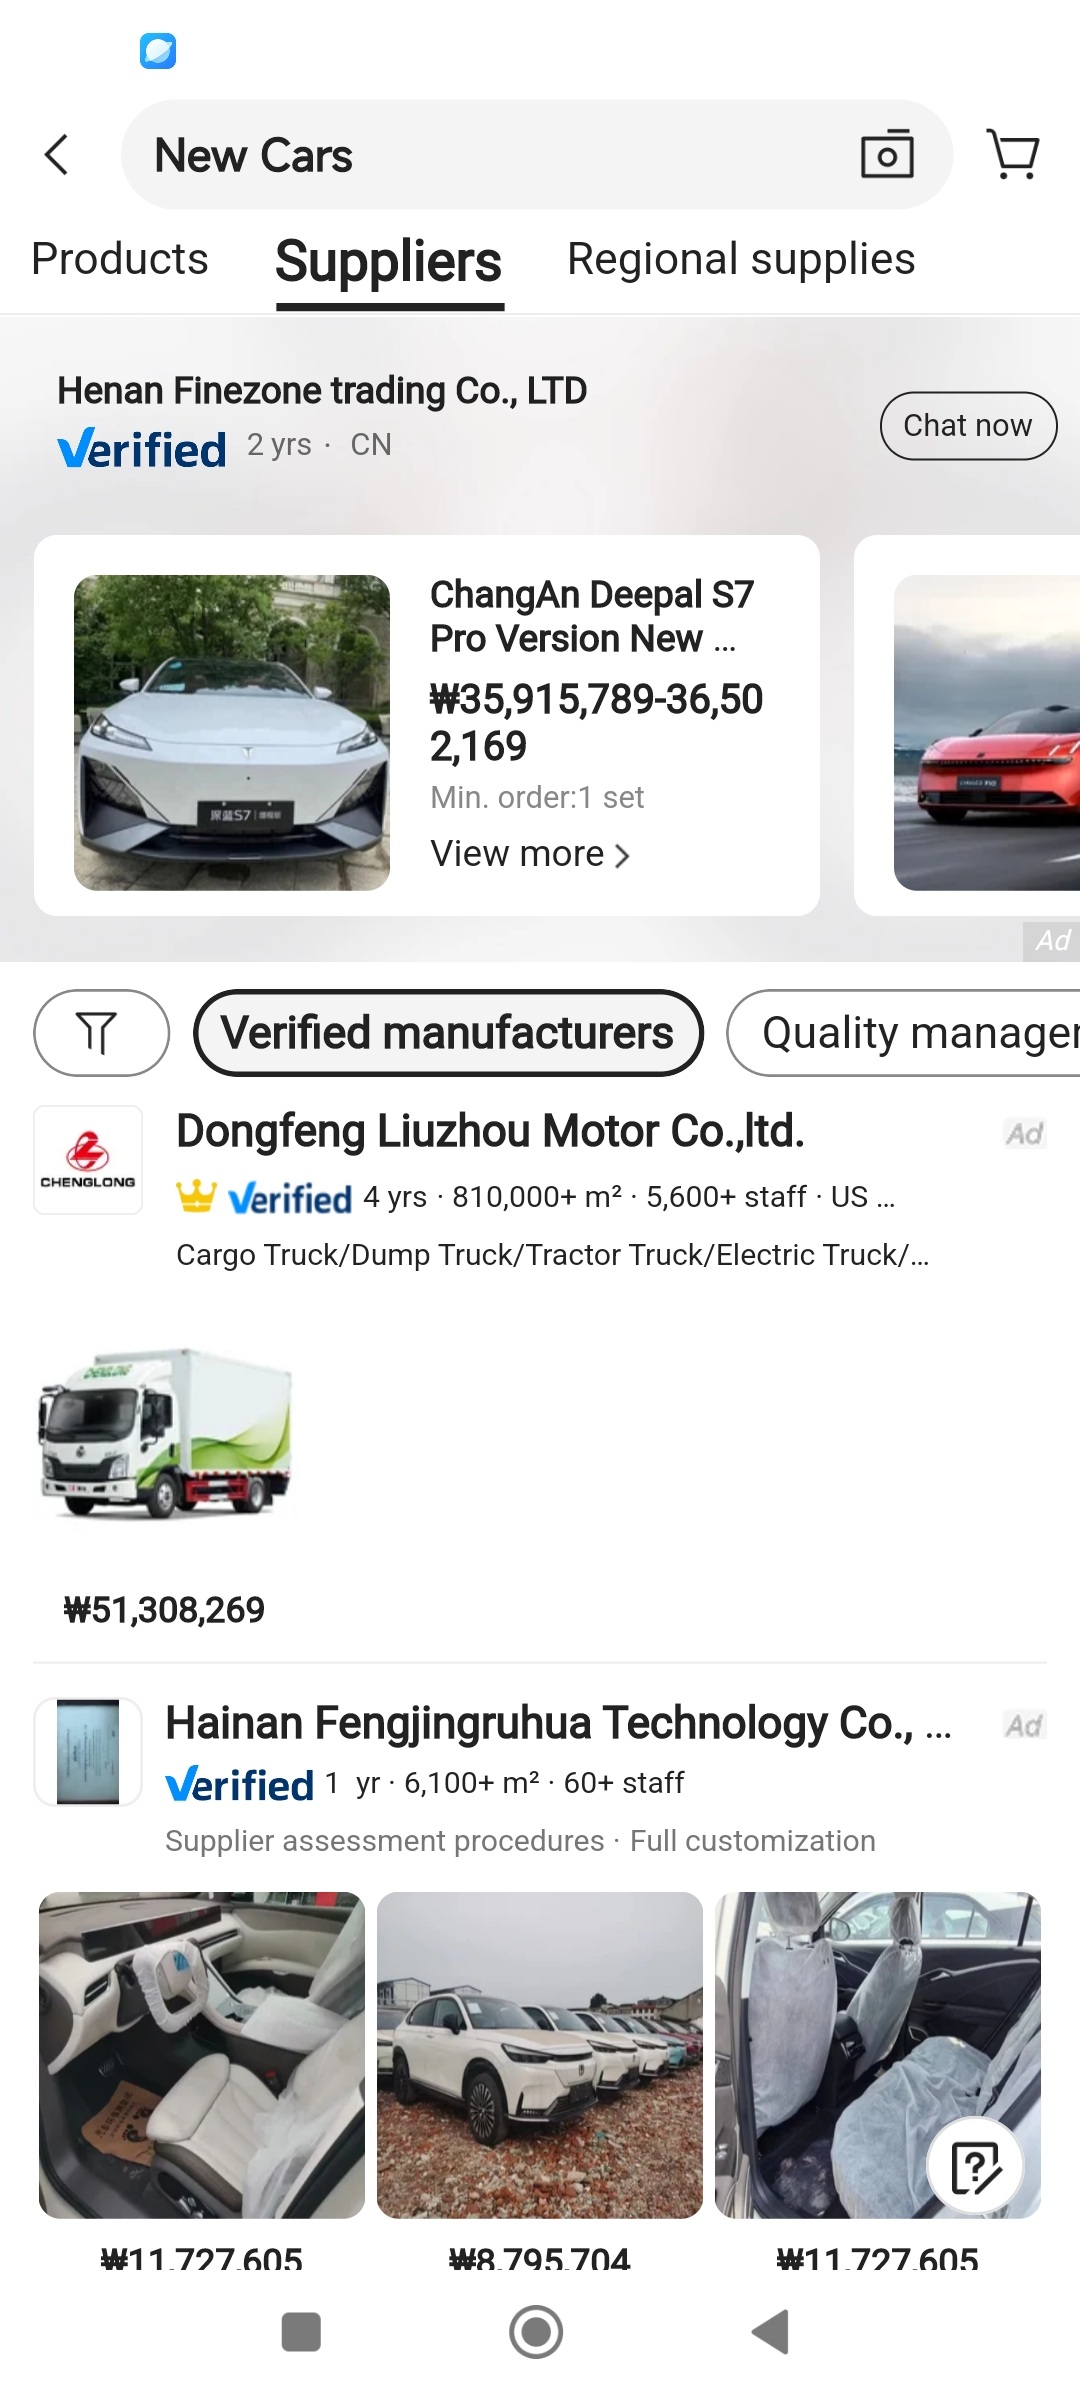 New Cars
Products
Suppliers
Regional supplies
Henan Finezone trading Co., LTD
Verified 2 yrs · CN
Chat now
ChangAn Deepal S7
Pro Version New ...
₩35,915,789-36,50
2,169
Min. order:1 set
View more
Ad
Verified manufacturers
Quality manager
Dongfeng Liuzhou Motor Co.,ltd.
Ad
CHENGLONG
Verified 4 yrs · 810,000+ m² · 5,600+ staff · US ...
Cargo Truck/Dump Truck/Tractor Truck/Electric Truck/...
₩51,308,269
Hainan Fengjingruhua Technology Co., ...
Ad
Verified 1 yr · 6,100+ m² · 60+ staff
Supplier assessment procedures · Full customization
₩11,727,605
₩8,795,704
₩11,727,605